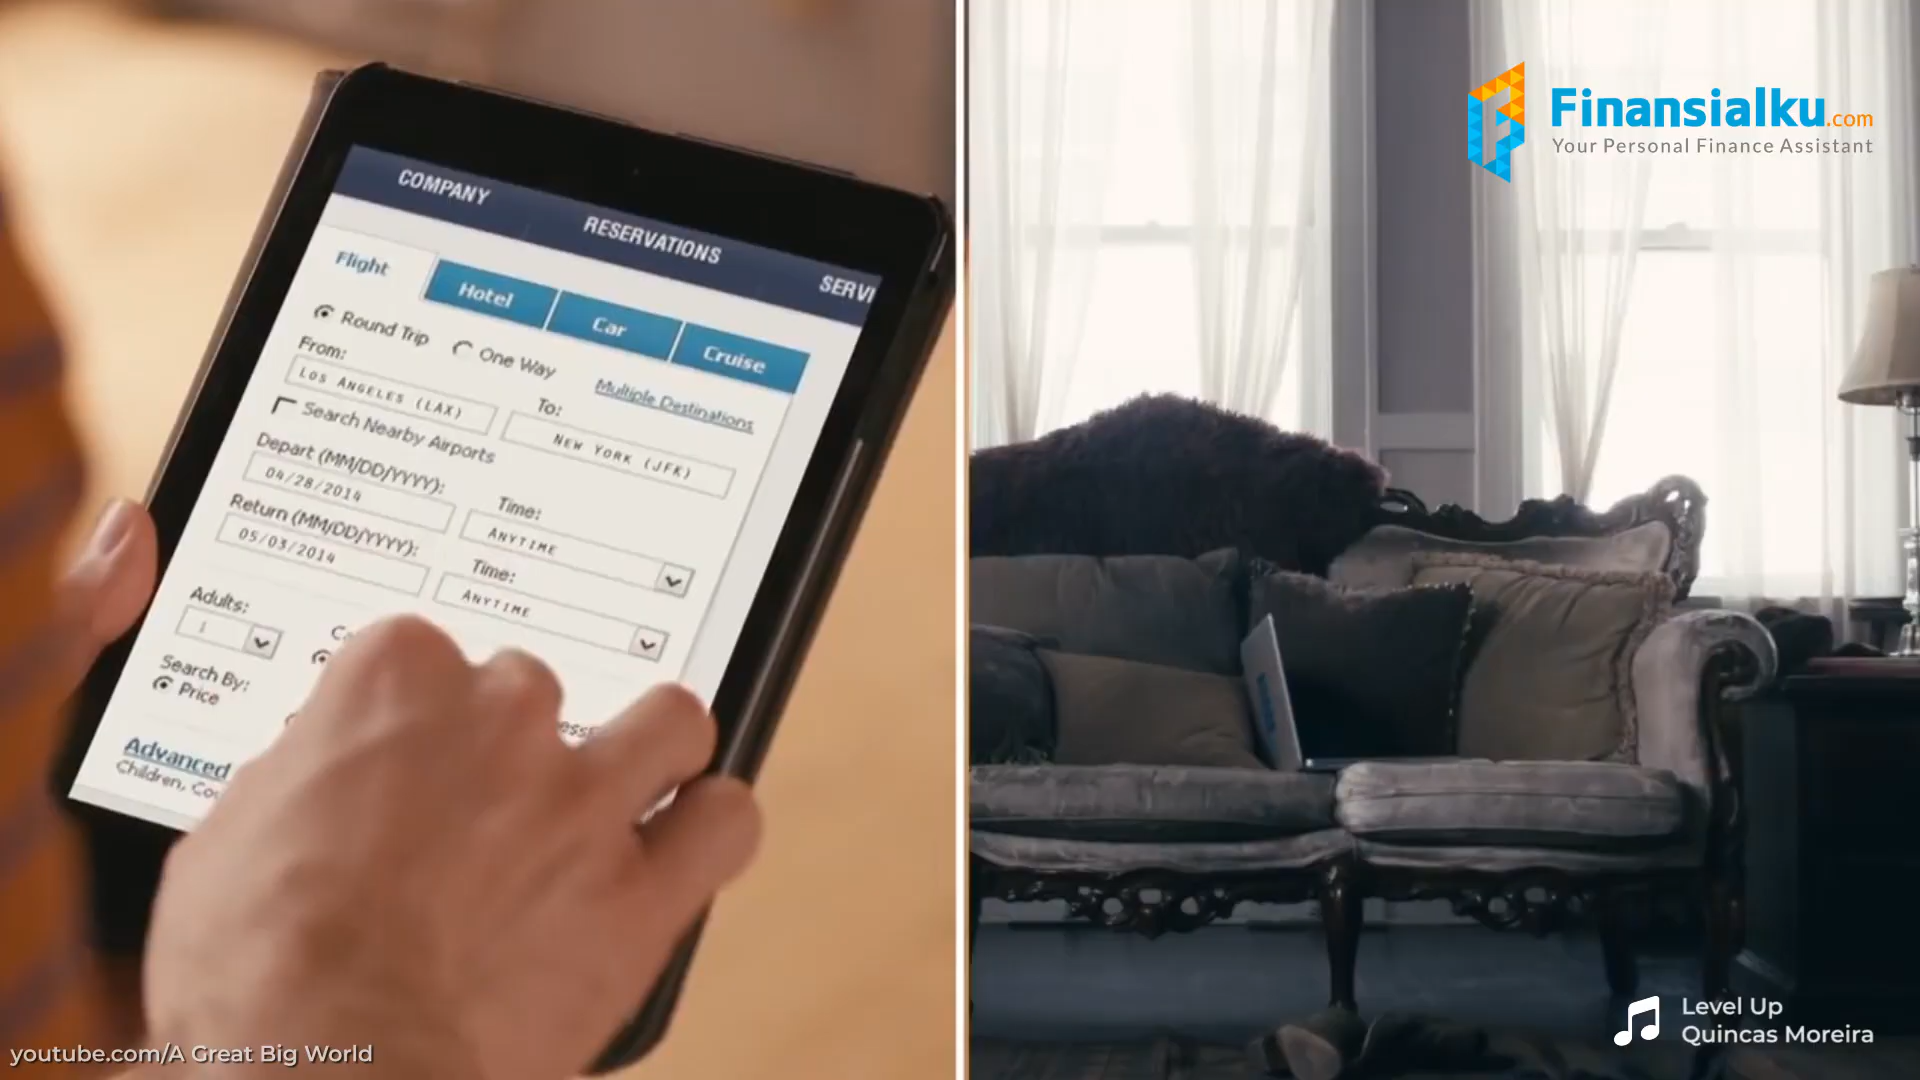 COMPANY
RESERVATIONS
SERVI
Flight
Hotel
Car
Cruise
Round Trip
One Way
Multiple Destinations
From:
LOS ANGELES (LAX)
To:
NEW YORK (JFK)
Search Nearby Airports
Depart (MM/DD/YYYY):
04/28/2014
Time:
ANYTIME
Return (MM/DD/YYYY):
05/03/2014
Time:
ANYTIME
Adults:
1
Search By:
Price
Advanced
Children,
Finansialku.com
Your Personal Finance Assistant
Level Up
Quincas Moreira
youtube.com/A Great Big World